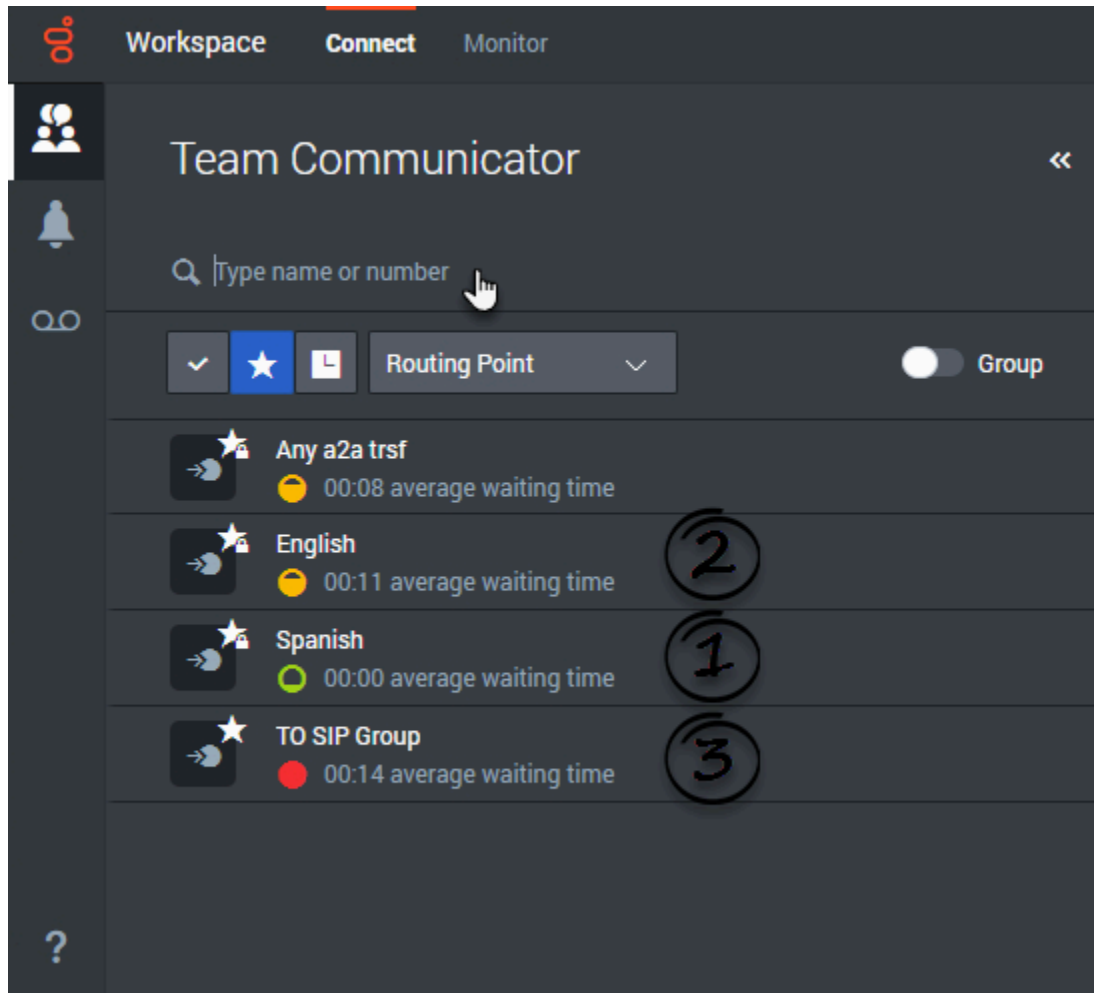 Workspace Connect Monitor
Team Communicator
Type name or number
Routing Point Group
Any a2a trsf
00:08 average waiting time
English
00:11 average waiting time
2
Spanish
00:00 average waiting time
1
TO SIP Group
00:14 average waiting time
3
?